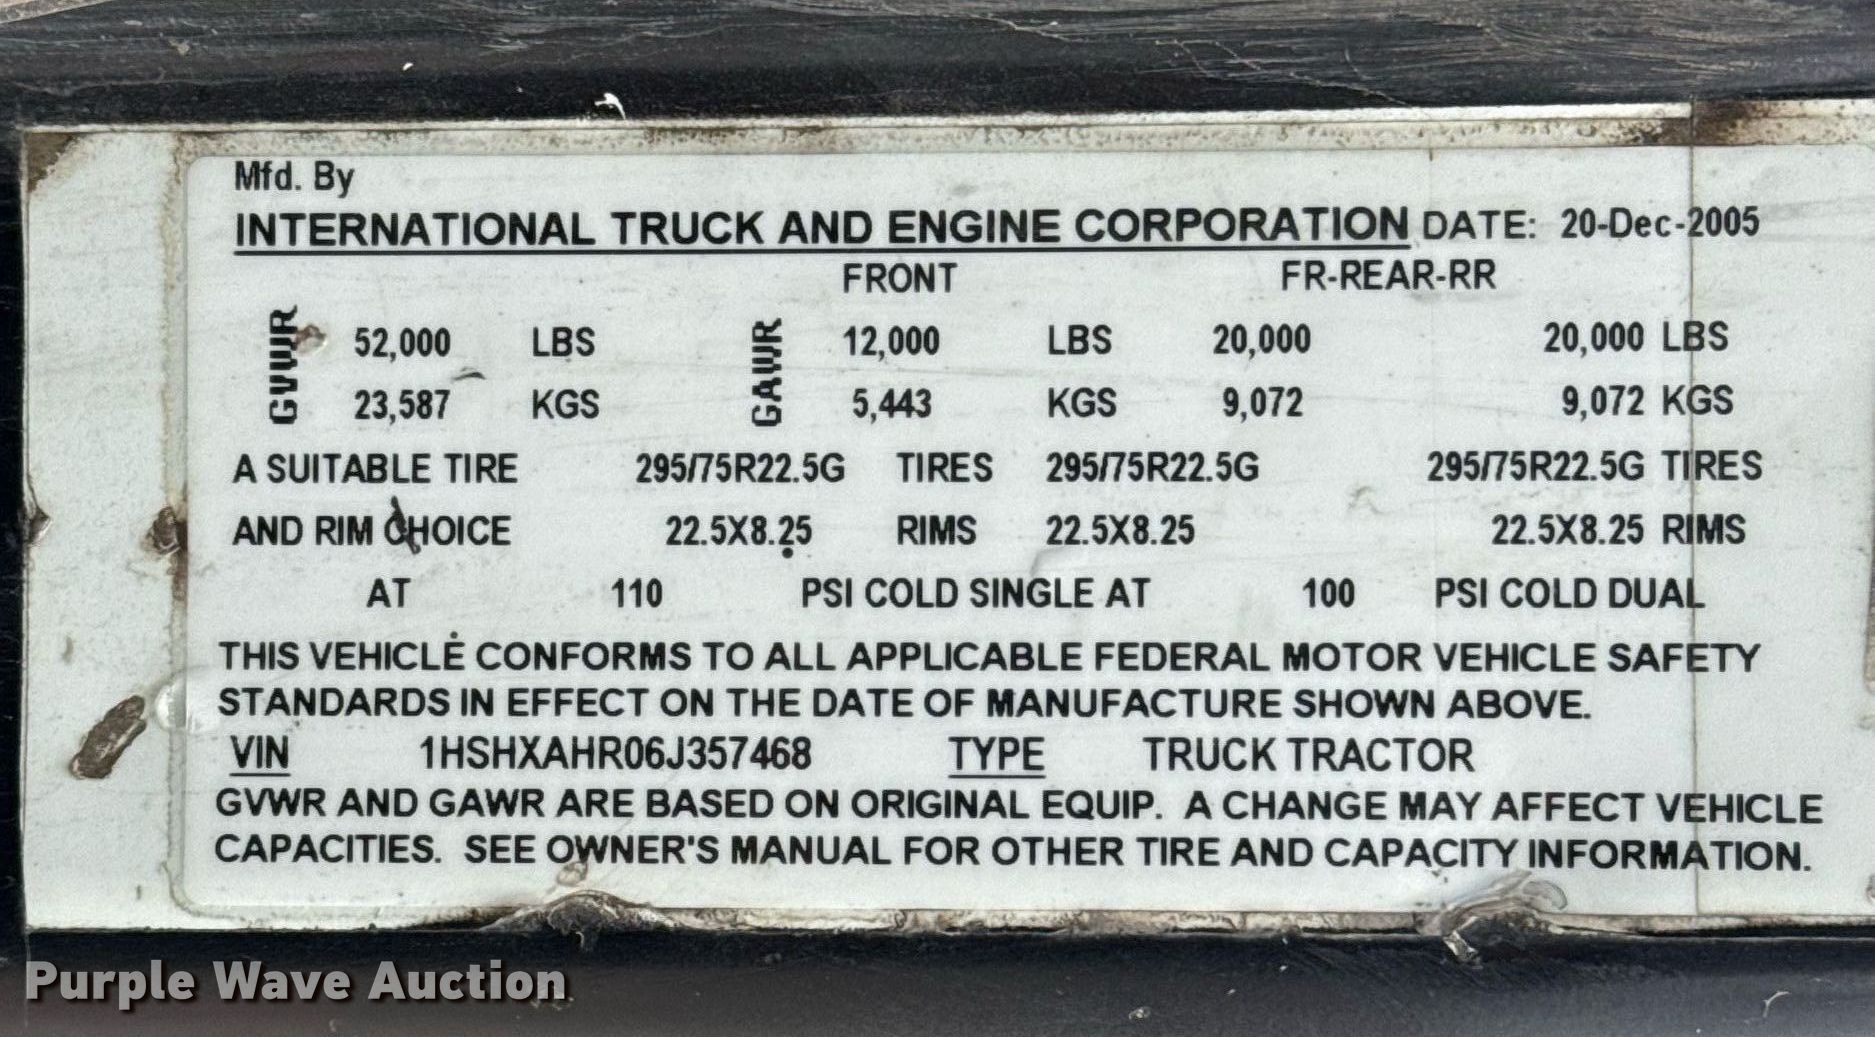 Mfd. By
INTERNATIONAL TRUCK AND ENGINE CORPORATION DATE: 20-Dec-2005
FRONT FR-REAR-RR
GVWR 52,000 LBS GAWR 12,000 LBS 20,000 20,000 LBS
23,587 KGS 5,443 KGS 9,072 9,072 KGS
A SUITABLE TIRE 295/75R22.5G TIRES 295/75R22.5G 295/75R22.5G TIRES
AND RIM CHOICE 22.5X8.25 RIMS 22.5X8.25 22.5X8.25 RIMS
AT 110 PSI COLD SINGLE AT 100 PSI COLD DUAL
THIS VEHICLE CONFORMS TO ALL APPLICABLE FEDERAL MOTOR VEHICLE SAFETY
STANDARDS IN EFFECT ON THE DATE OF MANUFACTURE SHOWN ABOVE.
VIN 1HSHXAHR06J357468 TYPE TRUCK TRACTOR
GVWR AND GAWR ARE BASED ON ORIGINAL EQUIP. A CHANGE MAY AFFECT VEHICLE
CAPACITIES. SEE OWNER'S MANUAL FOR OTHER TIRE AND CAPACITY INFORMATION.
Purple Wave Auction